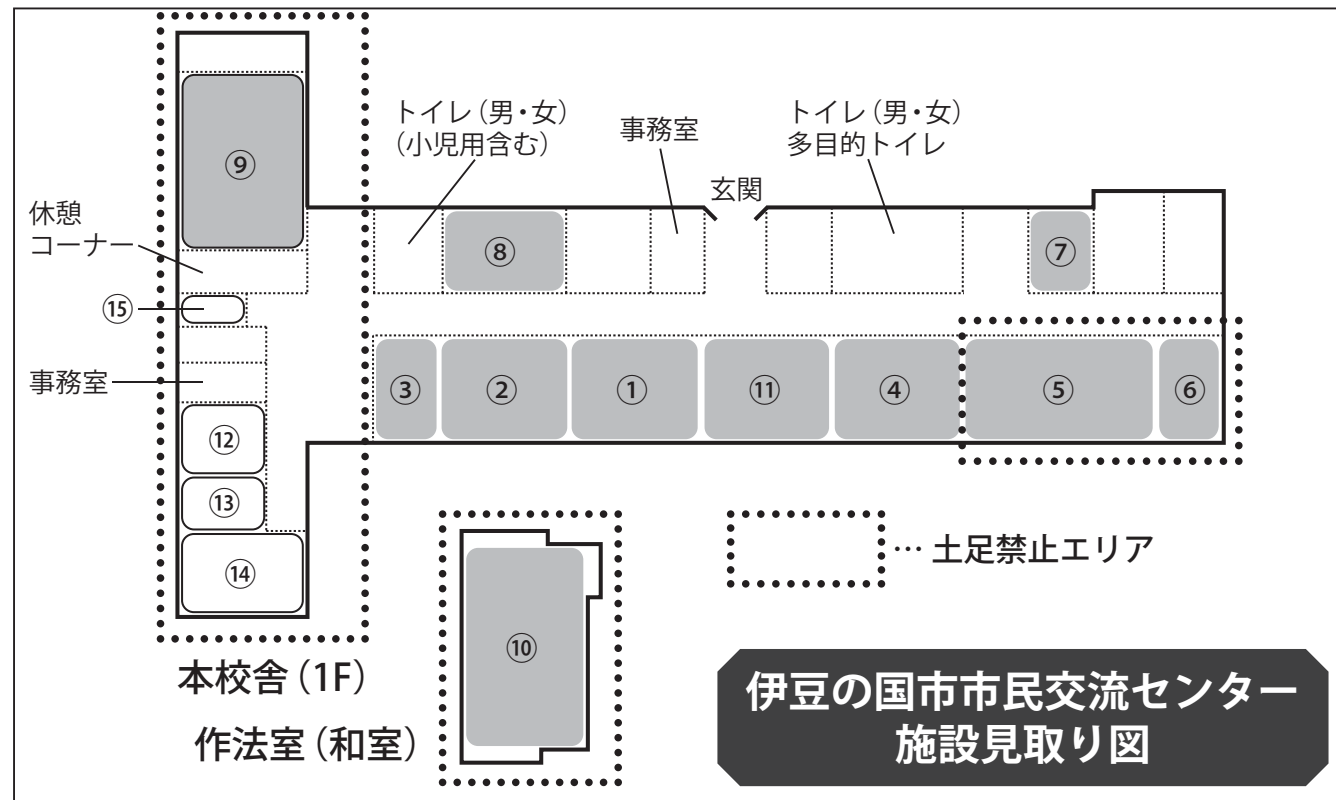 トイレ（男・女）
（小児用含む）
事務室
トイレ（男・女）
多目的トイレ
玄関
⑨
休憩
コーナー
⑧
⑦
⑮
事務室
③
②
①
⑪
④
⑤
⑥
⑫
⑬
⑭
⑩
… 土足禁止エリア
本校舎（1F）
作法室（和室）
伊豆の国市市民交流センター
施設見取り図